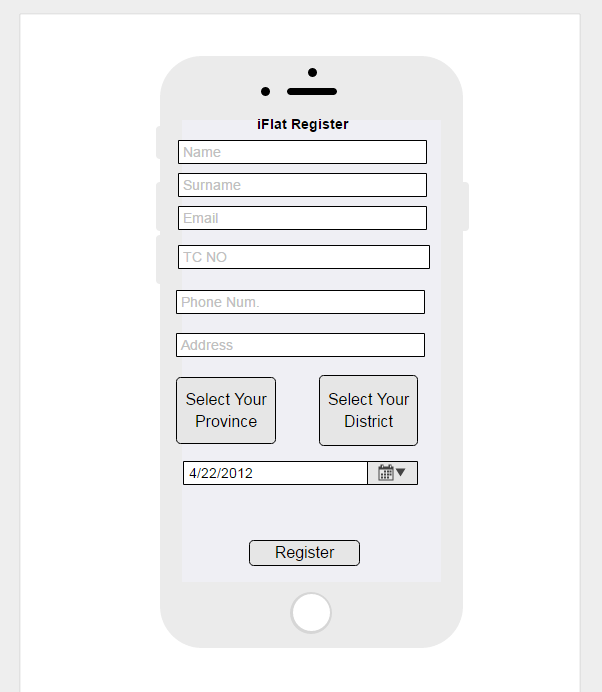 iFlat Register
Name
Surname
Email
TC NO
Phone Num.
Address
Select Your
Province
Select Your
District
4/22/2012
Register